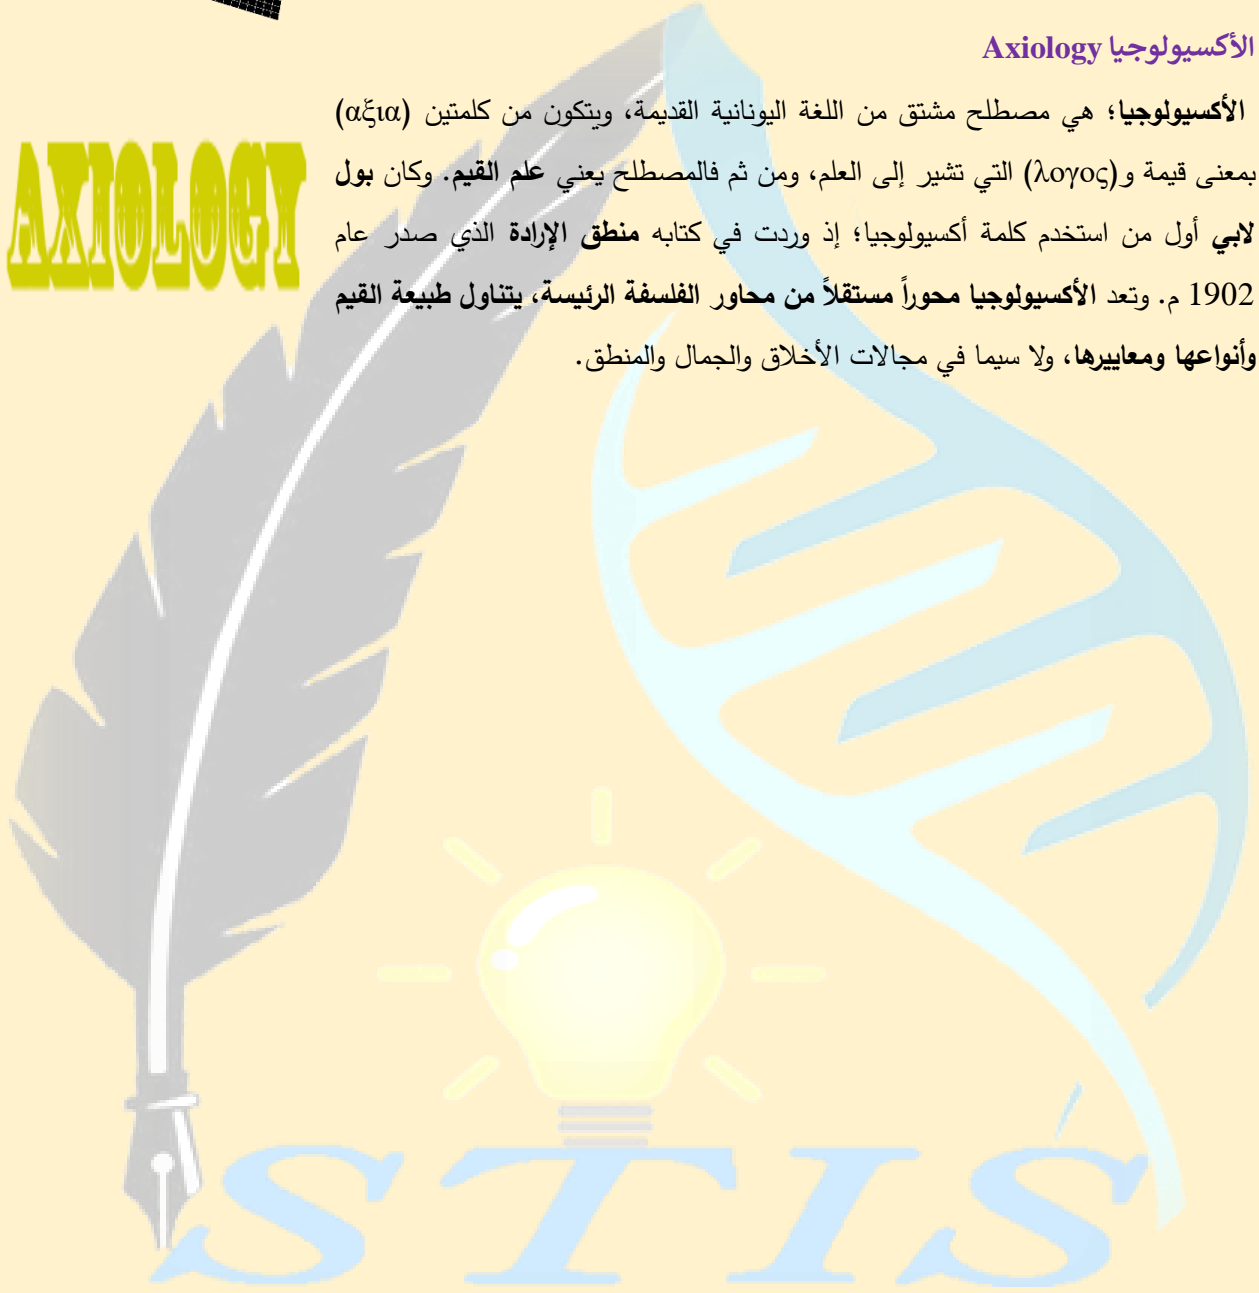 الأكسيولوجيا Axiology
الأكسيولوجيا؛ هي مصطلح مشتق من اللغة اليونانية القديمة، ويتكون من كلمتين (αξια)
بمعنى قيمة و(λογος) التي تشير إلى العلم، ومن ثم فالمصطلح يعني علم القيم. وكان بول
لابي أول من استخدم كلمة أكسيولوجيا؛ إذ وردت في كتابه منطق الإرادة الذي صدر عام
1902 م. وتعد الأكسيولوجيا محوراً مستقلاً من محاور الفلسفة الرئيسة، يتناول طبيعة القيم
وأنواعها ومعاييرها، ولا سيما في مجالات الأخلاق والجمال والمنطق.
AXIOLOGY
STIS